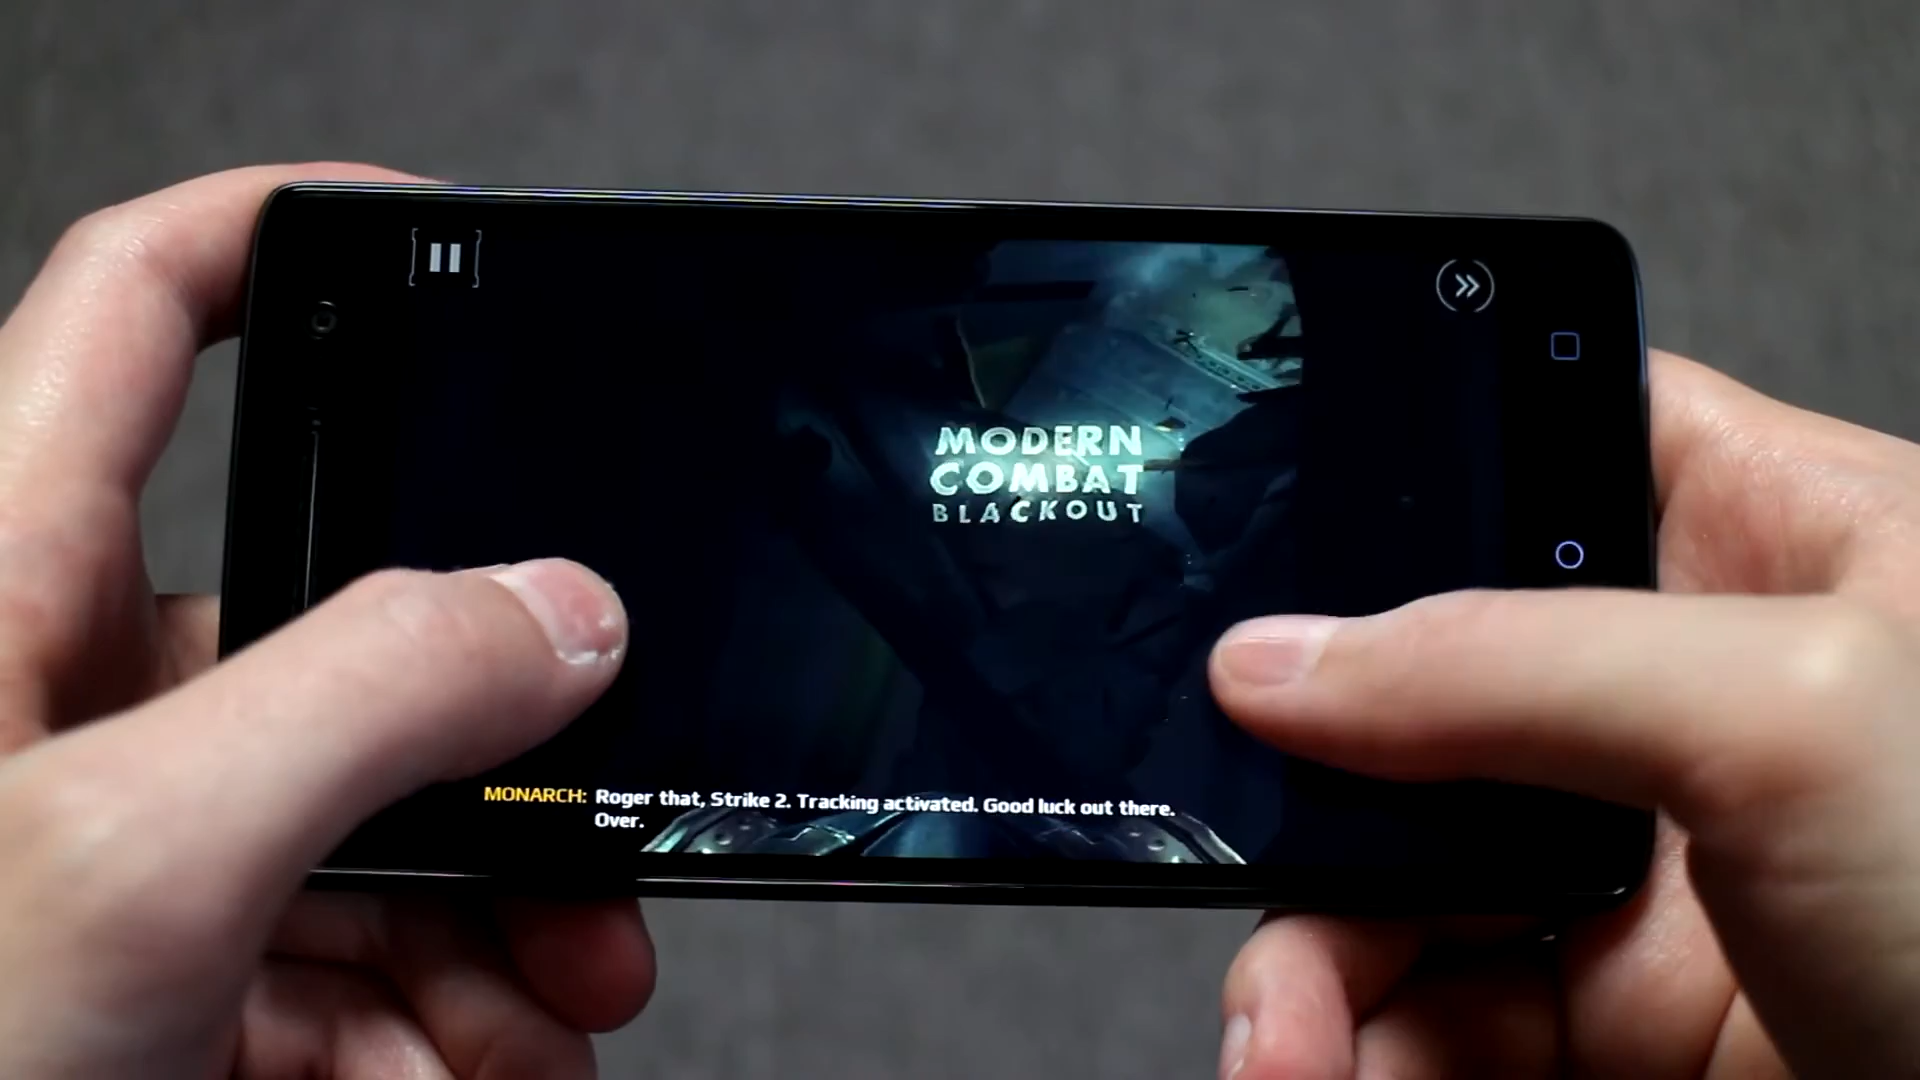 MODERN
COMBAT
BLACKOUT
MONARCH: Roger that, Strike 2. Tracking activated. Good luck out there.
Over.